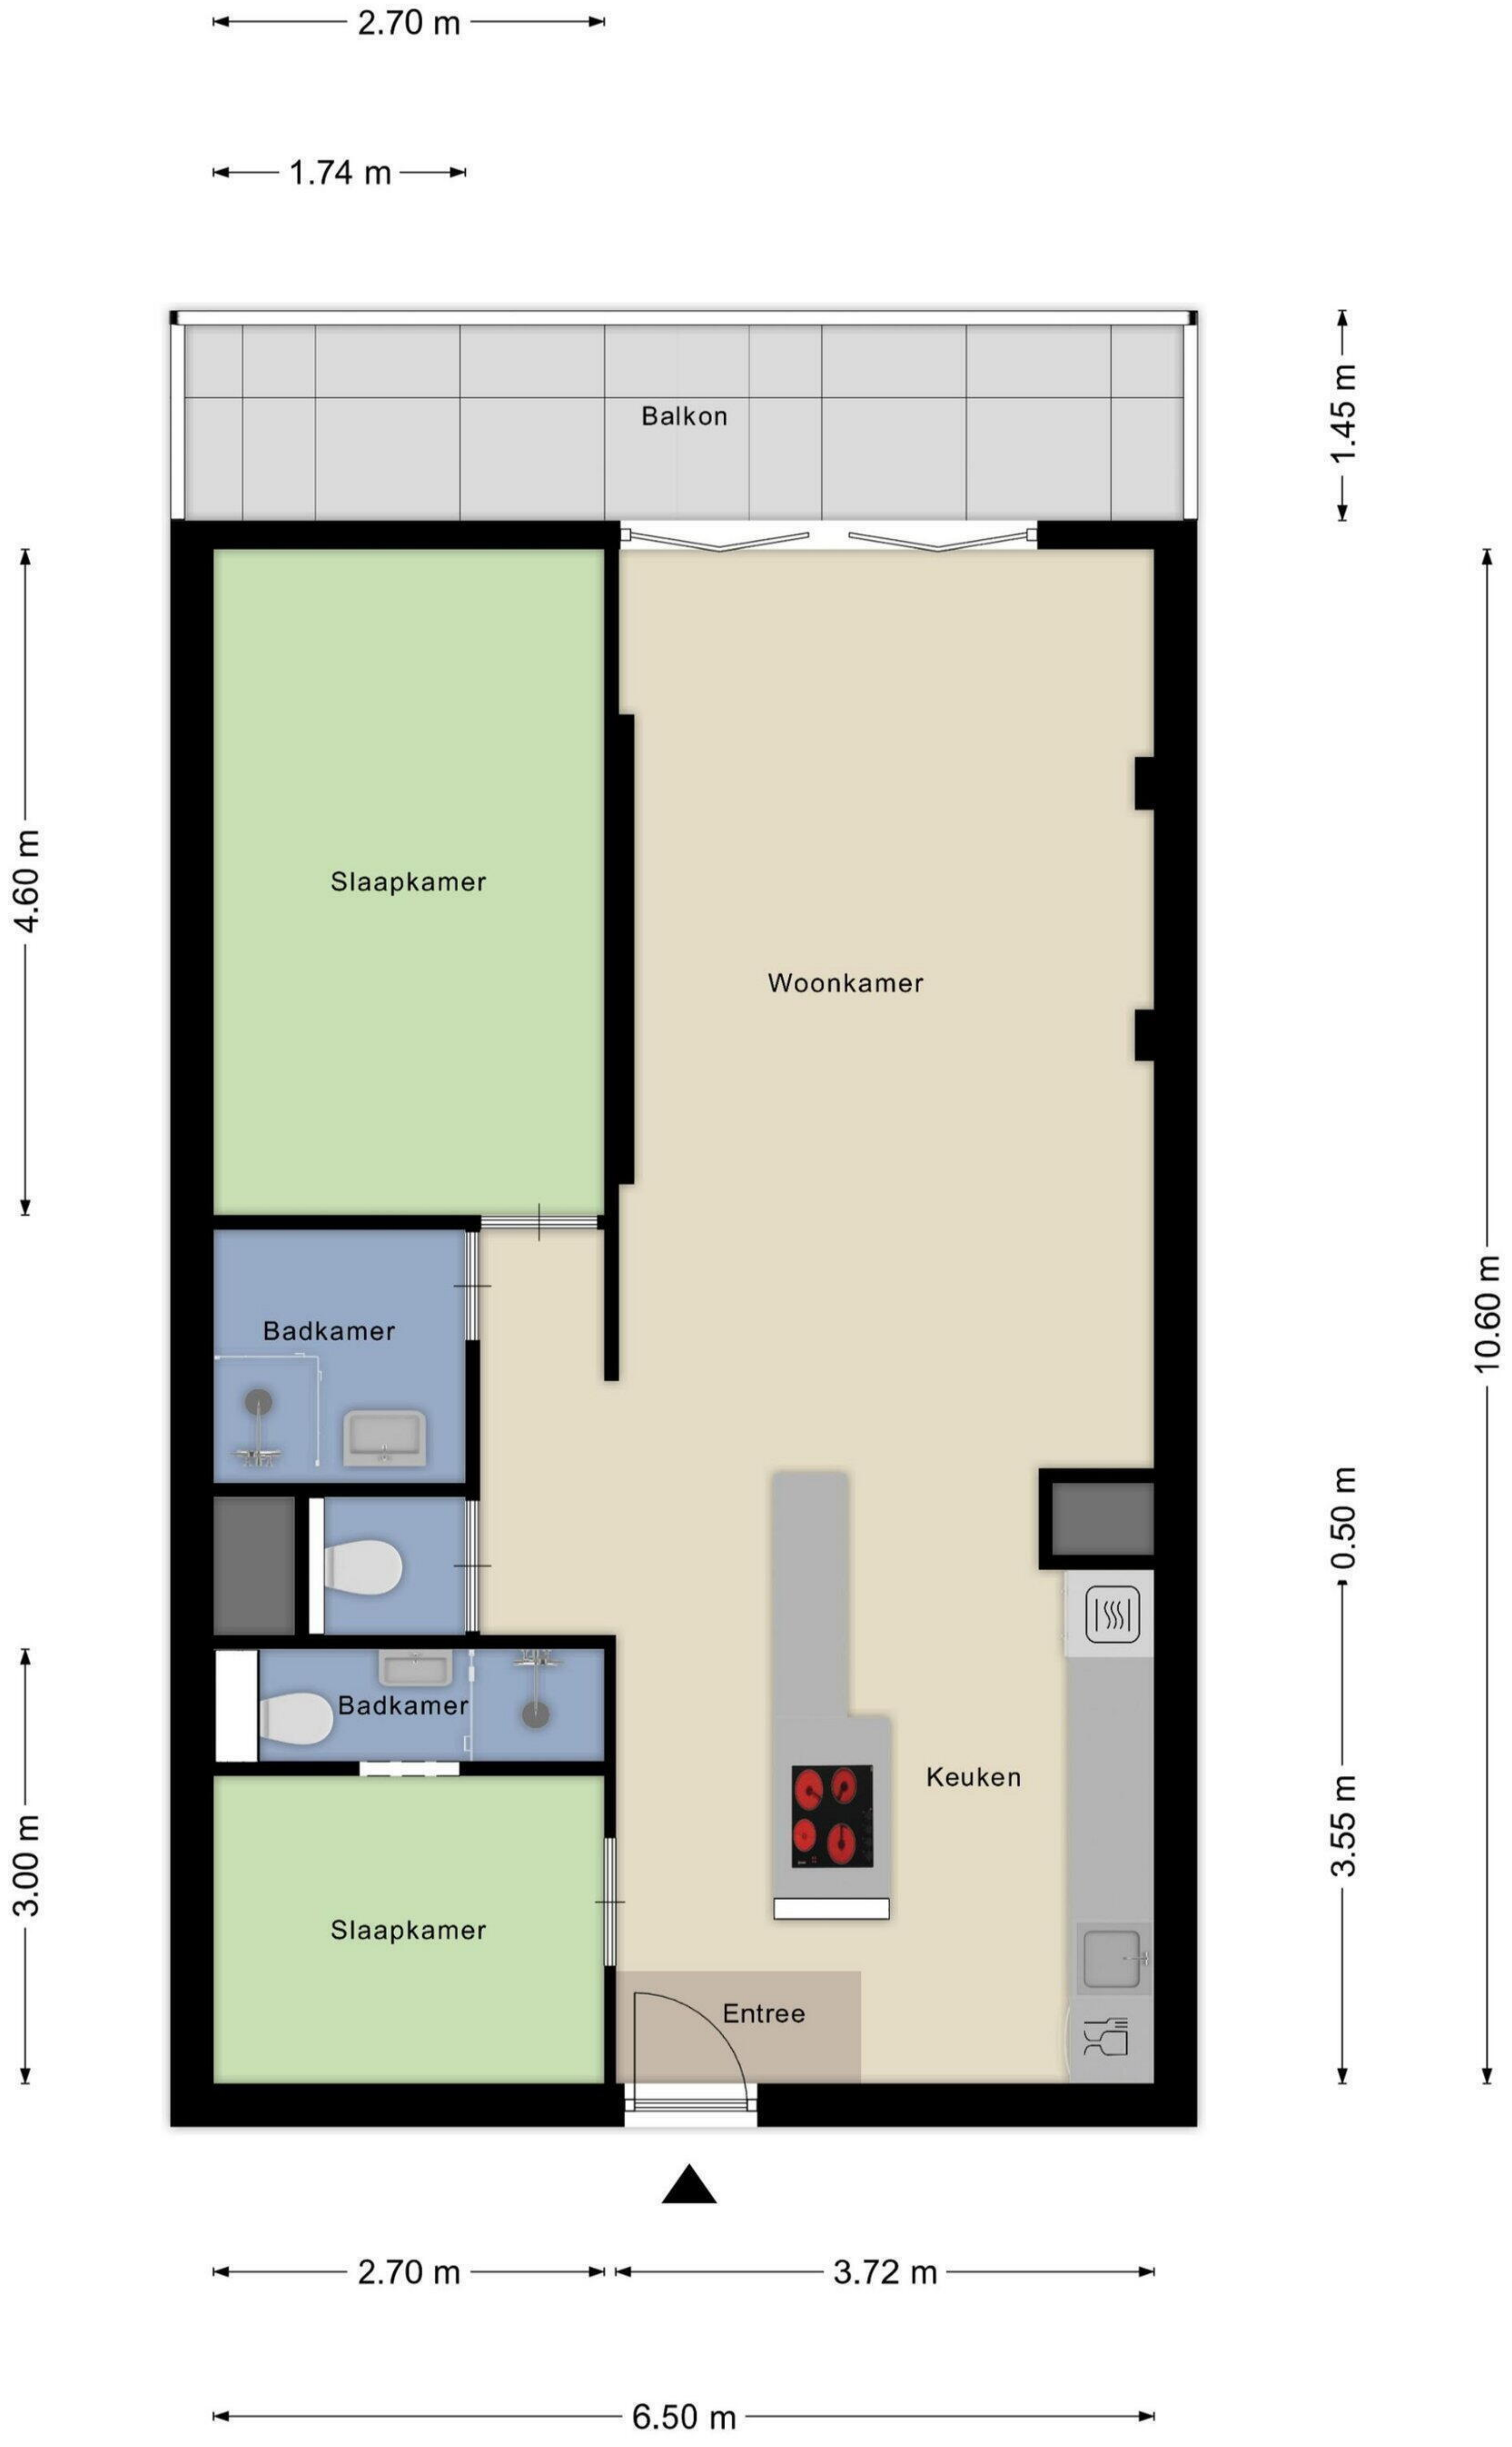 2.70 m
1.74 m
Balkon
1.45 m
4.60 m
Slaapkamer
Woonkamer
10.60 m
Badkamer
0.50 m
Badkamer
Keuken
3.55 m
3.00 m
Slaapkamer
Entree
2.70 m
3.72 m
6.50 m